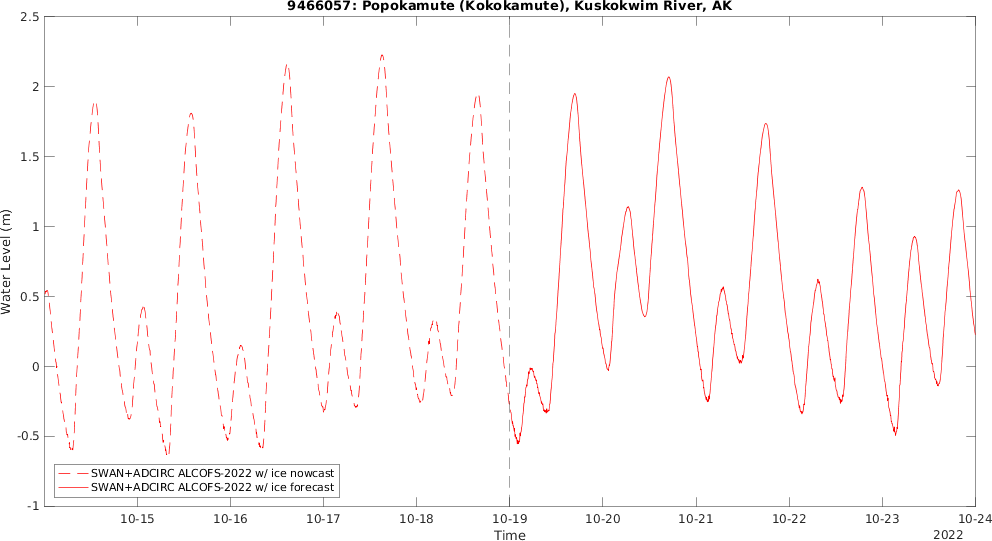 9466057: Popokamute (Kokokamute), Kuskokwim River, AK
2.5
2
1.5
1
0.5
0
-0.5
-1
Water Level (m)
SWAN+ADCIRC ALCOFS-2022 w/ ice nowcast
SWAN+ADCIRC ALCOFS-2022 w/ ice forecast
10-15 10-16 10-17 10-18 10-19 10-20 10-21 10-22 10-23 10-24
Time
2022